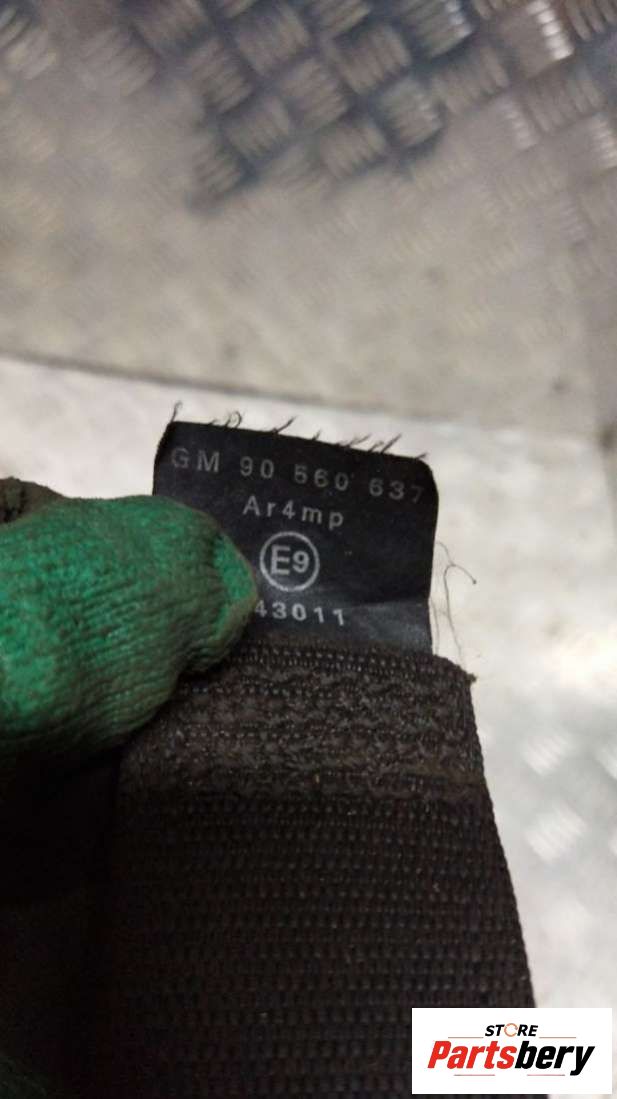 GM 90 560 637
Ar4mp
E9
43011
STORE
Partsbery